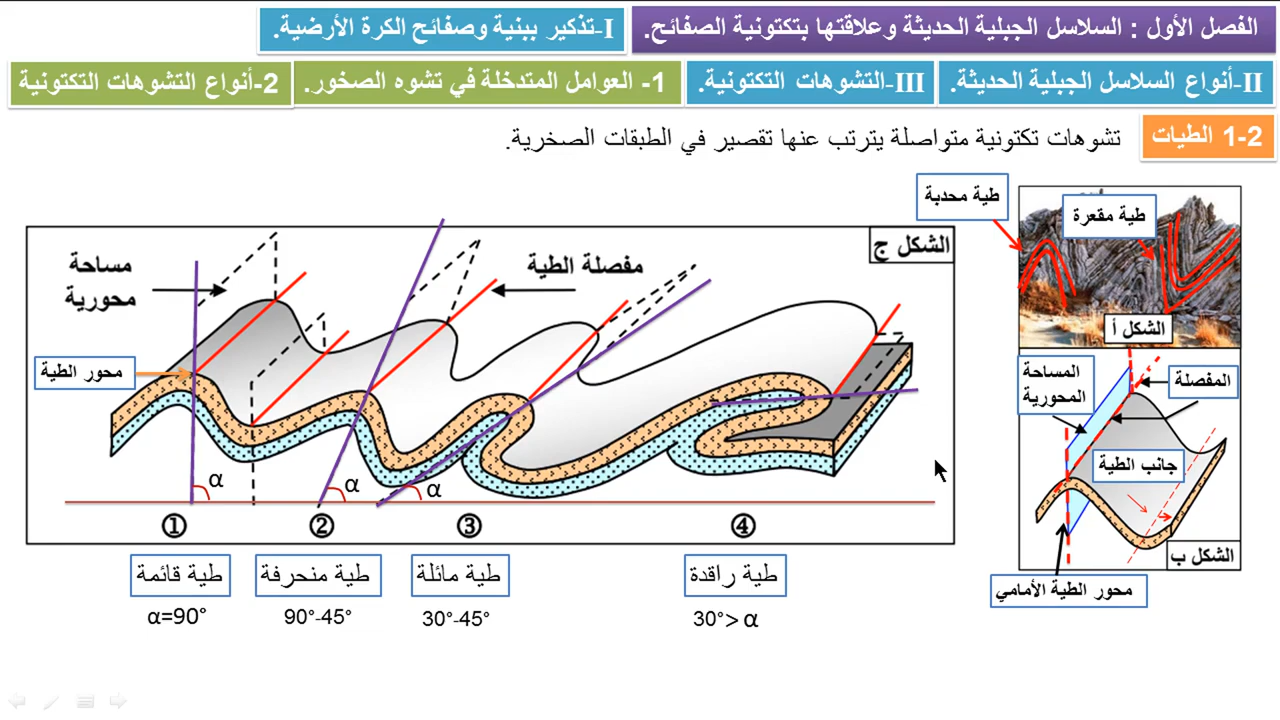 الفصل الأول : السلاسل الجبلية الحديثة وعلاقتها بتكتونية الصفائح.
I-تذكير ببنية وصفائح الكرة الأرضية.
II-أنواع السلاسل الجبلية الحديثة.
III-التشوهات التكتونية.
1- العوامل المتدخلة في تشوه الصخور.
2-أنواع التشوهات التكتونية
1-2 الطيات
تشوهات تكتونية متواصلة يترتب عنها تقصير في الطبقات الصخرية.
طية محدبة
طية مقعرة
الشكل أ
المساحة
المحورية
المفصلة
جانب الطية
الشكل ب
محور الطية الأمامي
الشكل ج
مفصلة الطية
مساحة
محورية
محور الطية
α
α
α
①
②
③
④
طية قائمة
طية منحرفة
طية مائلة
طية راقدة
α=90°
90°-45°
30°-45°
30°> α